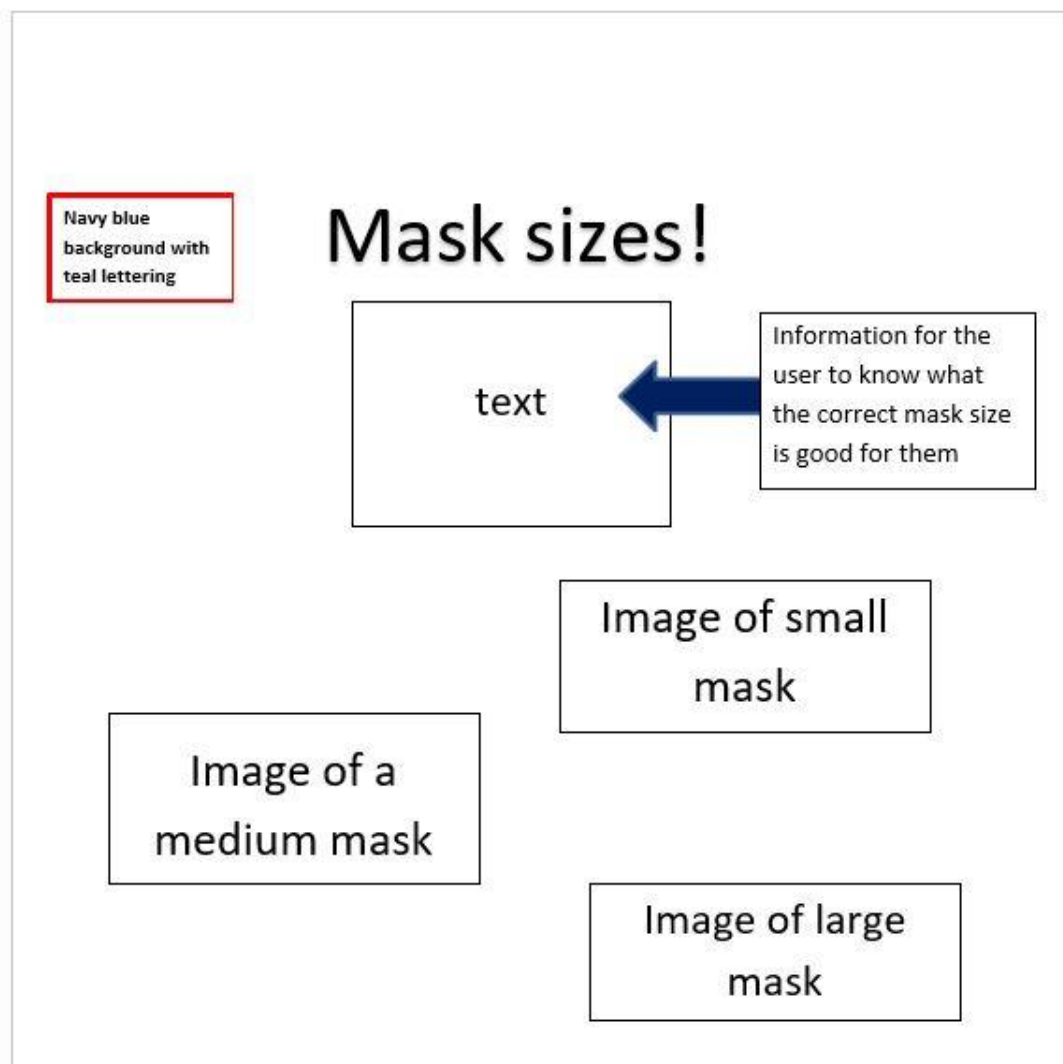 Navy blue
background with
teal lettering
Mask sizes!
text
Information for the
user to know what
the correct mask size
is good for them
Image of small
mask
Image of a
medium mask
Image of large
mask